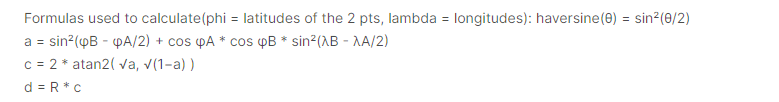 Formulas used to calculate(phi = latitudes of the 2 pts, lambda = longitudes): haversine(θ) = sin²(θ/2)
a = sin²(φB - φA/2) + cos φA * cos φB * sin²(λB - λA/2)
c = 2 * atan2( √a, √(1−a) )
d = R * c